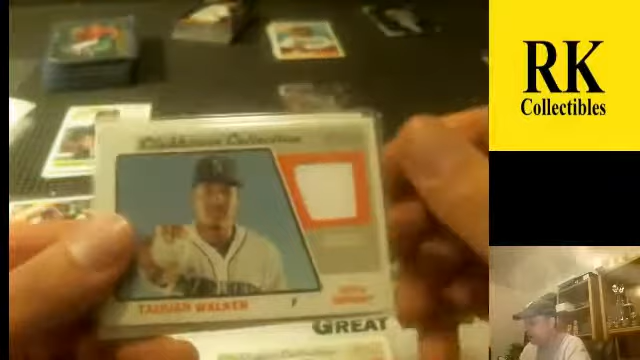 RK
Collectibles
Clubhouse Collection
TAIJUAN WALKER
P
GREAT